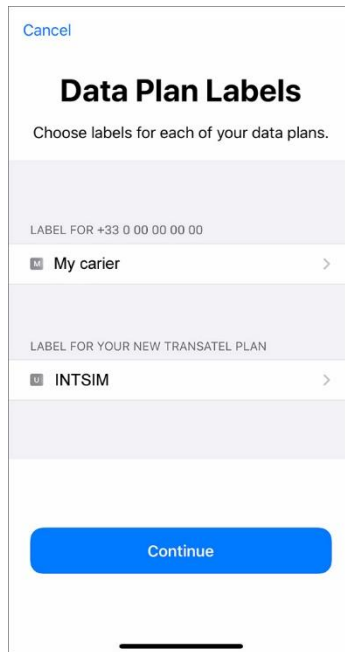 Cancel
Data Plan Labels
Choose labels for each of your data plans.
LABEL FOR +33 0 00 00 00 00
M My carier
LABEL FOR YOUR NEW TRANSATEL PLAN
U INTSIM
Continue